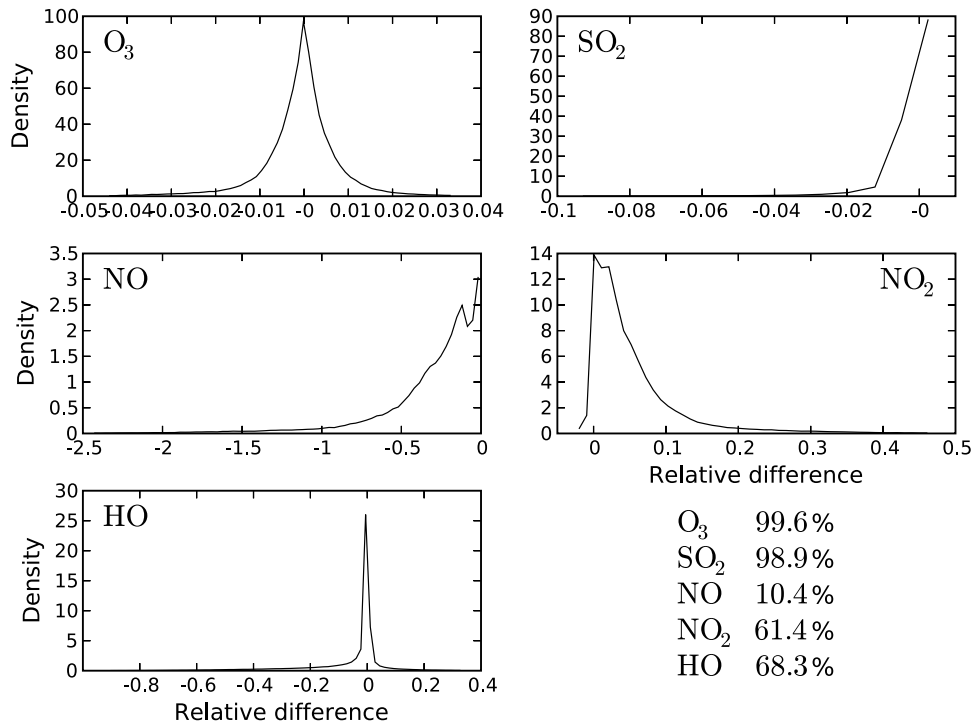 O3
Density
100
80
60
40
20
0
-0.05 -0.04 -0.03 -0.02 -0.01 -0 0.01 0.02 0.03 0.04
SO2
90
80
70
60
50
40
30
20
10
0
-0.1 -0.08 -0.06 -0.04 -0.02 -0
NO
Density
3.5
3
2.5
2
1.5
1
0.5
0
-2.5 -2 -1.5 -1 -0.5 0
NO2
14
12
10
8
6
4
2
0
0 0.1 0.2 0.3 0.4 0.5
Relative difference
HO
Density
30
25
20
15
10
5
0
-0.8 -0.6 -0.4 -0.2 0 0.2 0.4
Relative difference
O3 99.6%
SO2 98.9%
NO 10.4%
NO2 61.4%
HO 68.3%